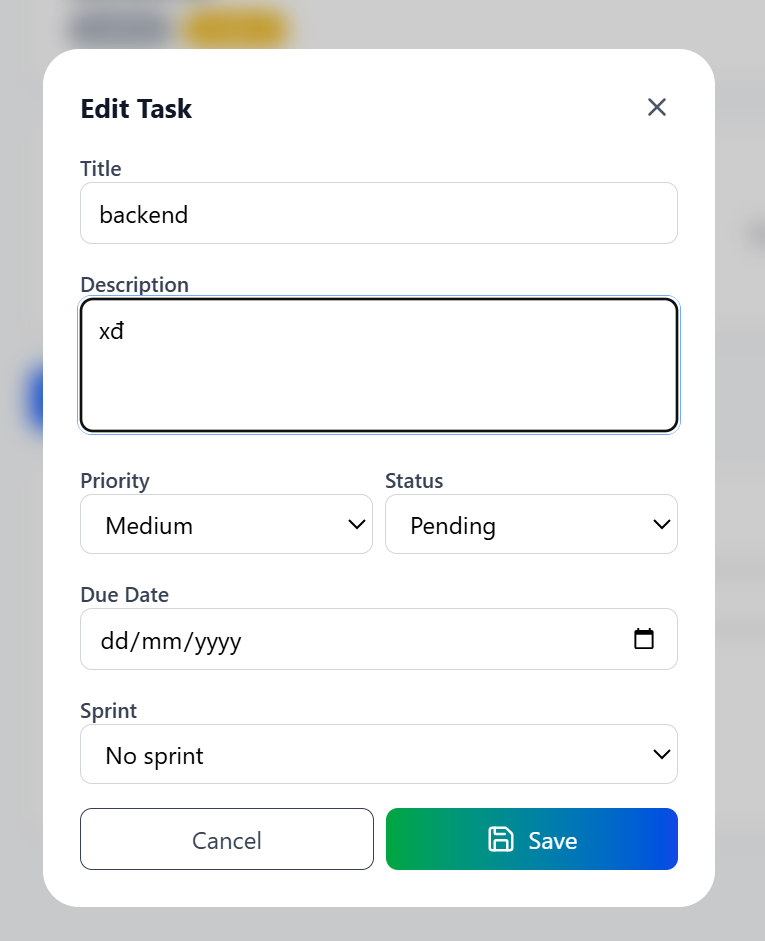 Edit Task
Title
backend
Description
xđ
Priority
Status
Medium
Pending
Due Date
dd/mm/yyyy
Sprint
No sprint
Cancel
Save